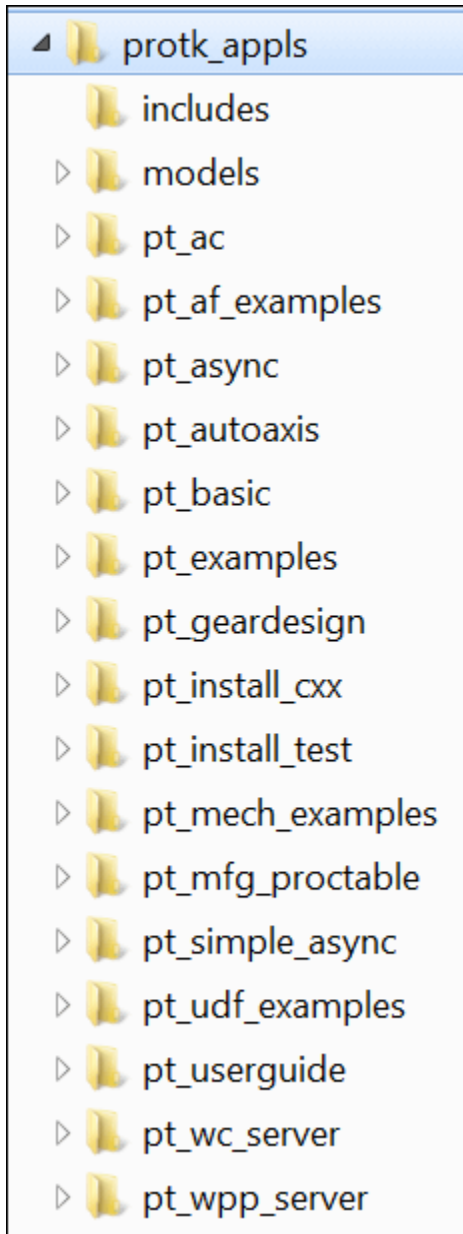 protk_appls
includes
models
pt_ac
pt_af_examples
pt_async
pt_autoaxis
pt_basic
pt_examples
pt_geardesign
pt_install_cxx
pt_install_test
pt_mech_examples
pt_mfg_proctable
pt_simple_async
pt_udf_examples
pt_userguide
pt_wc_server
pt_wpp_server